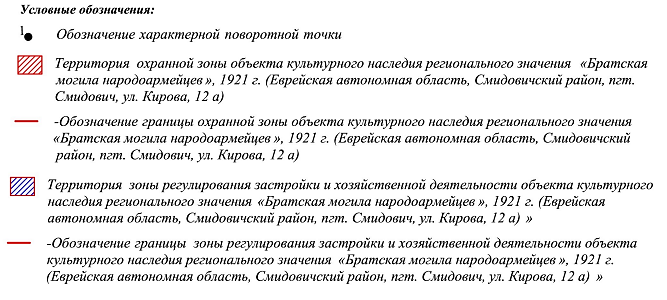 Условные обозначения:
1 Обозначение характерной поворотной точки
Территория охранной зоны объекта культурного наследия регионального значения «Братская
могила народоармейцев», 1921 г. (Еврейская автономная область, Смидовичский район, пгт.
Смидович, ул. Кирова, 12 а)
-Обозначение границы охранной зоны объекта культурного наследия регионального значения
«Братская могила народоармейцев», 1921 г. (Еврейская автономная область, Смидовичский
район, пгт. Смидович, ул. Кирова, 12 а)
Территория зоны регулирования застройки и хозяйственной деятельности объекта культурного
наследия регионального значения «Братская могила народоармейцев», 1921 г. (Еврейская
автономная область, Смидовичский район, пгт. Смидович, ул. Кирова, 12 а) »
-Обозначение границы зоны регулирования застройки и хозяйственной деятельности объекта
культурного наследия регионального значения «Братская могила народоармейцев», 1921 г.
(Еврейская автономная область, Смидовичский район, пгт. Смидович, ул. Кирова, 12 а) »